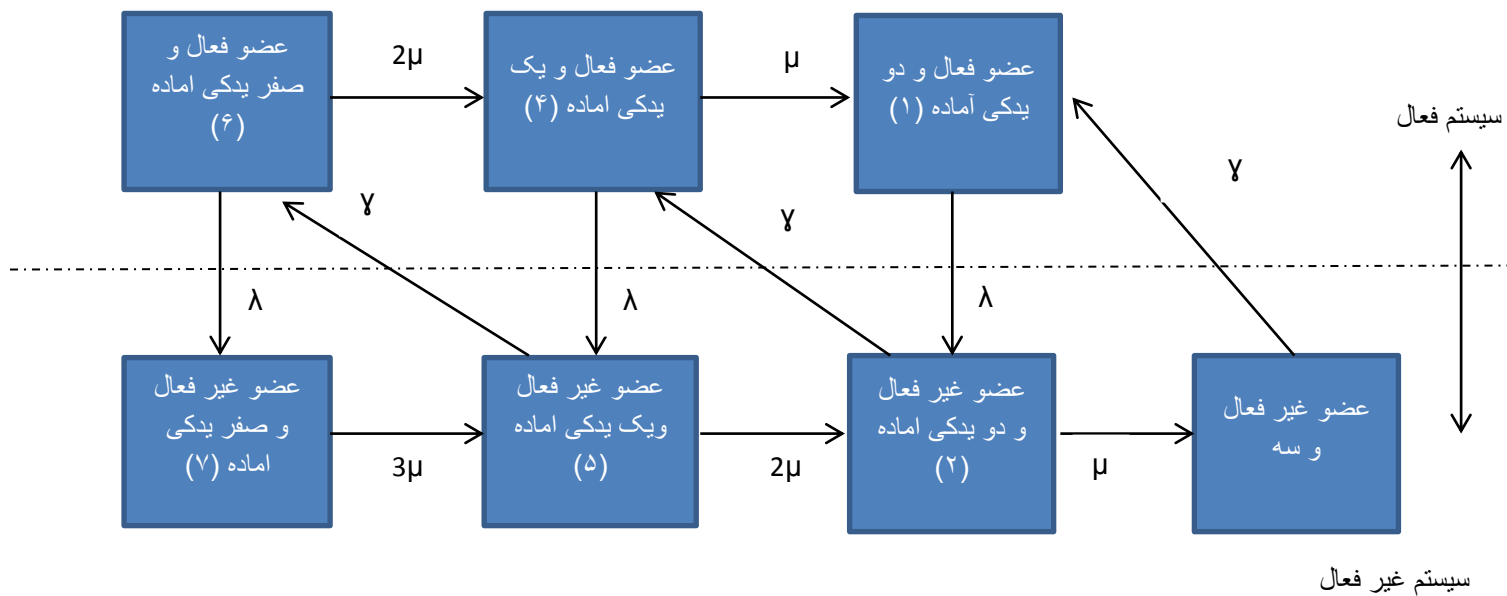 عضو فعال و
صفر یدکی اماده
(۶)
2μ
عضو فعال و یک
یدکی اماده (۴)
μ
عضو فعال و دو
یدکی آماده (۱)
سیستم فعال
ɣ
ɣ
ɣ
λ
λ
λ
عضو غیر فعال
و صفر یدکی
اماده (۷)
3μ
عضو غیر فعال
ویک یدکی اماده
(۵)
2μ
عضو غیر فعال
و دو یدکی اماده
(۲)
μ
عضو غیر فعال
و سه
سیستم غیر فعال